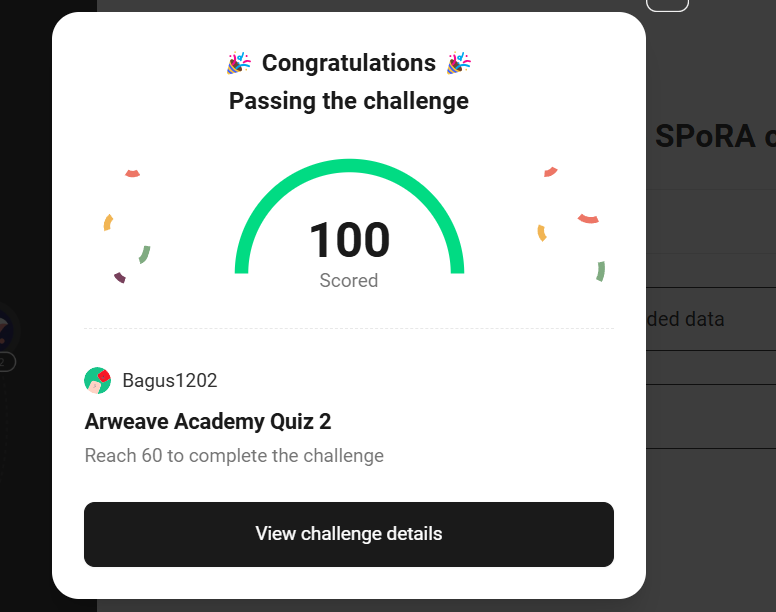 🎉 Congratulations 🎉
Passing the challenge
SPoRA
100
Scored
ded data
2
Bagus1202
Arweave Academy Quiz 2
Reach 60 to complete the challenge
View challenge details